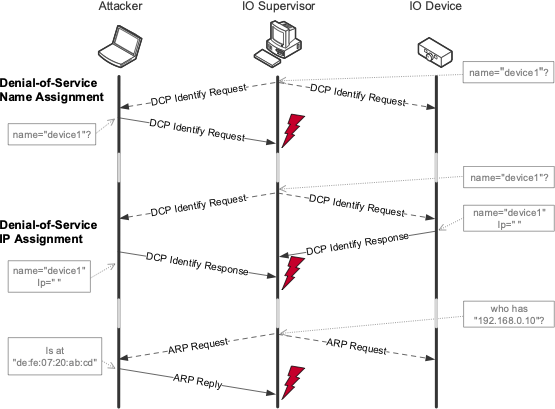 Attacker
IO Supervisor
IO Device
Denial-of-Service
Name Assignment
name="device1"?
DCP Identify Request
DCP Identify Request
name="device1"?
DCP Identify Request
name="device1"?
DCP Identify Request
DCP Identify Request
Denial-of-Service
IP Assignment
name="device1"
Ip=" "
DCP Identify Response
DCP Identify Response
name="device1"
Ip=" "
who has
"192.168.0.10"?
ARP Request
ARP Request
Is at
"de:fe:07:20:ab:cd"
ARP Reply